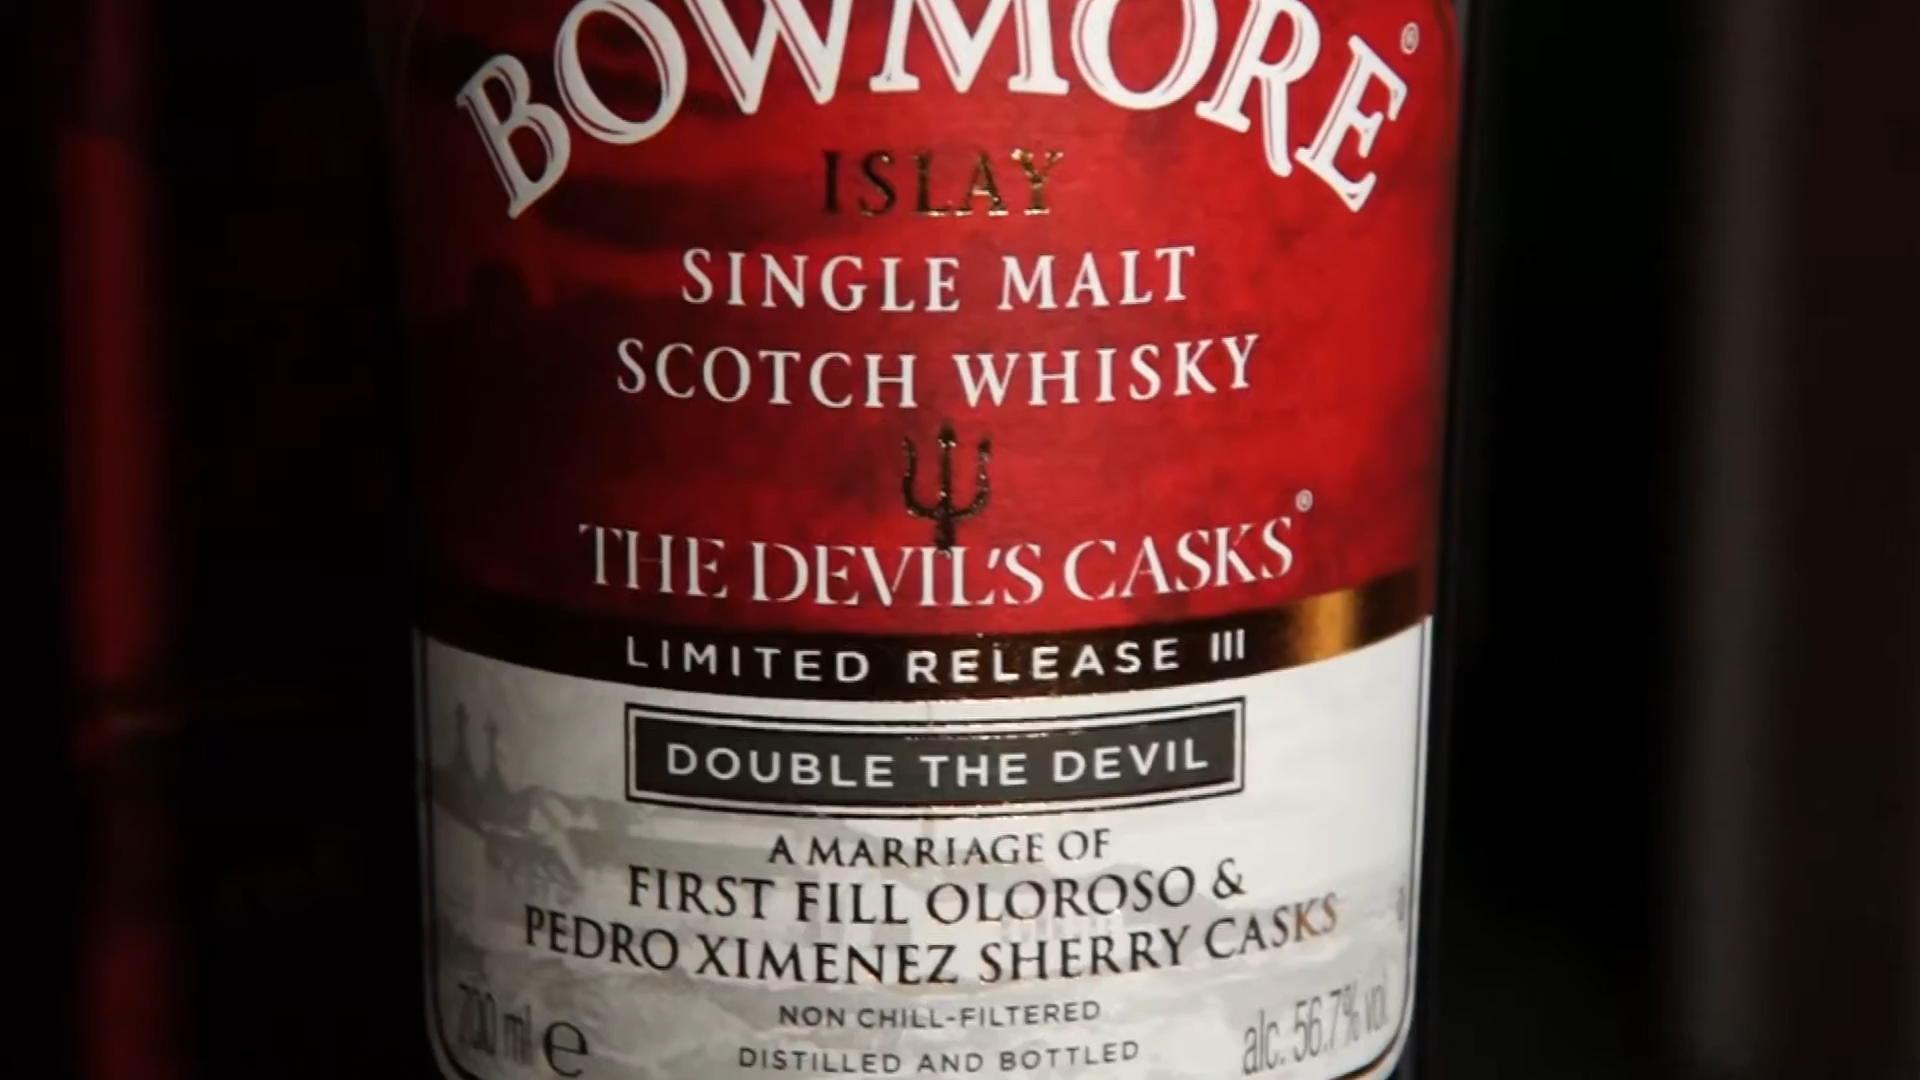 BOWMORE®
ISLAY
SINGLE MALT
SCOTCH WHISKY
THE DEVIL'S CASKS®
LIMITED RELEASE III
DOUBLE THE DEVIL
A MARRIAGE OF
FIRST FILL OLOROSO &
PEDRO XIMENEZ SHERRY CASKS
NON CHILL-FILTERED
700 ml e
alc. 56.7% vol
DISTILLED AND BOTTLED